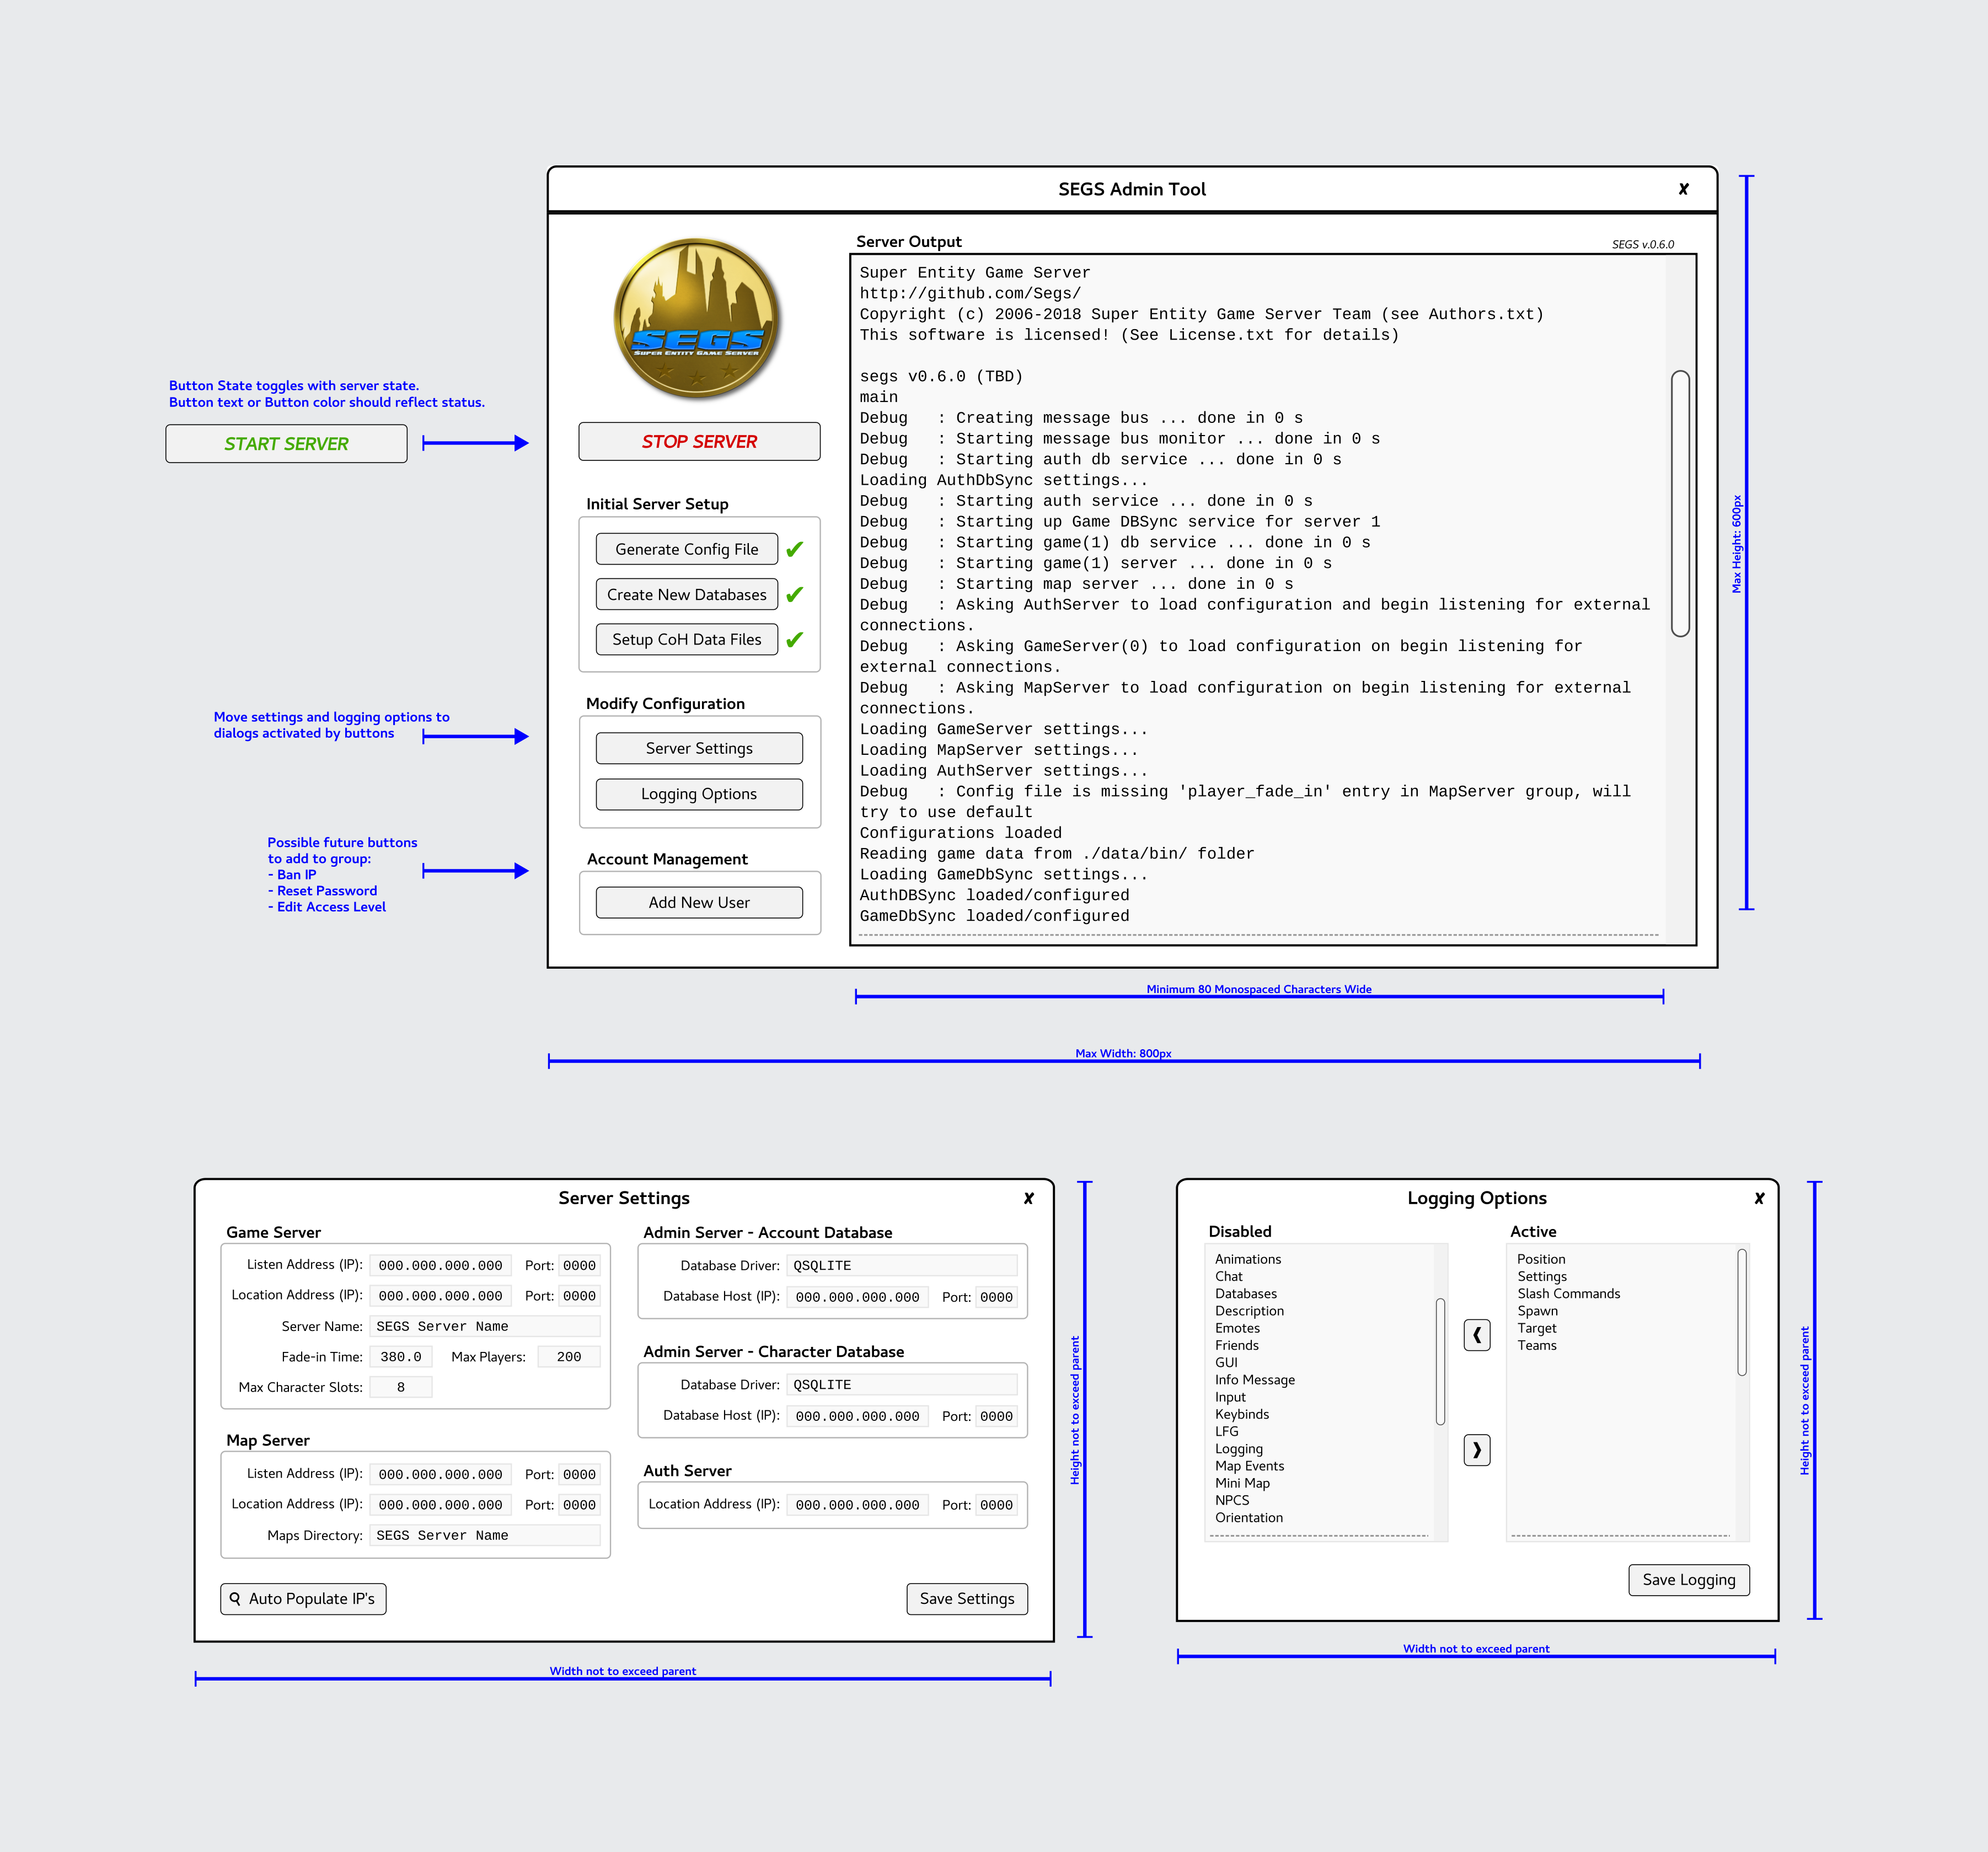 SEGS Admin Tool
✘
SEGS
SUPER ENTITY GAME SERVER
Button State toggles with server state.
Button text or Button color should reflect status.
START SERVER
STOP SERVER
Initial Server Setup
Generate Config File ✔
Create New Databases ✔
Setup CoH Data Files ✔
Move settings and logging options to
dialogs activated by buttons
Modify Configuration
Server Settings
Logging Options
Possible future buttons
to add to group:
- Ban IP
- Reset Password
- Edit Access Level
Account Management
Add New User
Server Output
SEGS v.0.6.0
Super Entity Game Server
http://github.com/Segs/
Copyright (c) 2006-2018 Super Entity Game Server Team (see Authors.txt)
This software is licensed! (See License.txt for details)
segs v0.6.0 (TBD)
main
Debug   : Creating message bus ... done in 0 s
Debug   : Starting message bus monitor ... done in 0 s
Debug   : Starting auth db service ... done in 0 s
Loading AuthDbSync settings...
Debug   : Starting auth service ... done in 0 s
Debug   : Starting up Game DBSync service for server 1
Debug   : Starting game(1) db service ... done in 0 s
Debug   : Starting game(1) server ... done in 0 s
Debug   : Starting map server ... done in 0 s
Debug   : Asking AuthServer to load configuration and begin listening for external
connections.
Debug   : Asking GameServer(0) to load configuration on begin listening for
external connections.
Debug   : Asking MapServer to load configuration on begin listening for external
connections.
Loading GameServer settings...
Loading MapServer settings...
Loading AuthServer settings...
Debug   : Config file is missing 'player_fade_in' entry in MapServer group, will
try to use default
Configurations loaded
Reading game data from ./data/bin/ folder
Loading GameDbSync settings...
AuthDBSync loaded/configured
GameDbSync loaded/configured
Max Height: 600px
Minimum 80 Monospaced Characters Wide
Max Width: 800px
Server Settings
✘
Game Server
Listen Address (IP): 000.000.000.000 Port: 0000
Location Address (IP): 000.000.000.000 Port: 0000
Server Name: SEGS Server Name
Fade-in Time: 380.0 Max Players: 200
Max Character Slots: 8
Map Server
Listen Address (IP): 000.000.000.000 Port: 0000
Location Address (IP): 000.000.000.000 Port: 0000
Maps Directory: SEGS Server Name
Auto Populate IP's
Admin Server - Account Database
Database Driver: QSQLITE
Database Host (IP): 000.000.000.000 Port: 0000
Admin Server - Character Database
Database Driver: QSQLITE
Database Host (IP): 000.000.000.000 Port: 0000
Auth Server
Location Address (IP): 000.000.000.000 Port: 0000
Save Settings
Height not to exceed parent
Width not to exceed parent
Logging Options
✘
Disabled
Animations
Chat
Databases
Description
Emotes
Friends
GUI
Info Message
Input
Keybinds
LFG
Logging
Map Events
Mini Map
NPCS
Orientation
❰
❱
Active
Position
Settings
Slash Commands
Spawn
Target
Teams
Save Logging
Height not to exceed parent
Width not to exceed parent